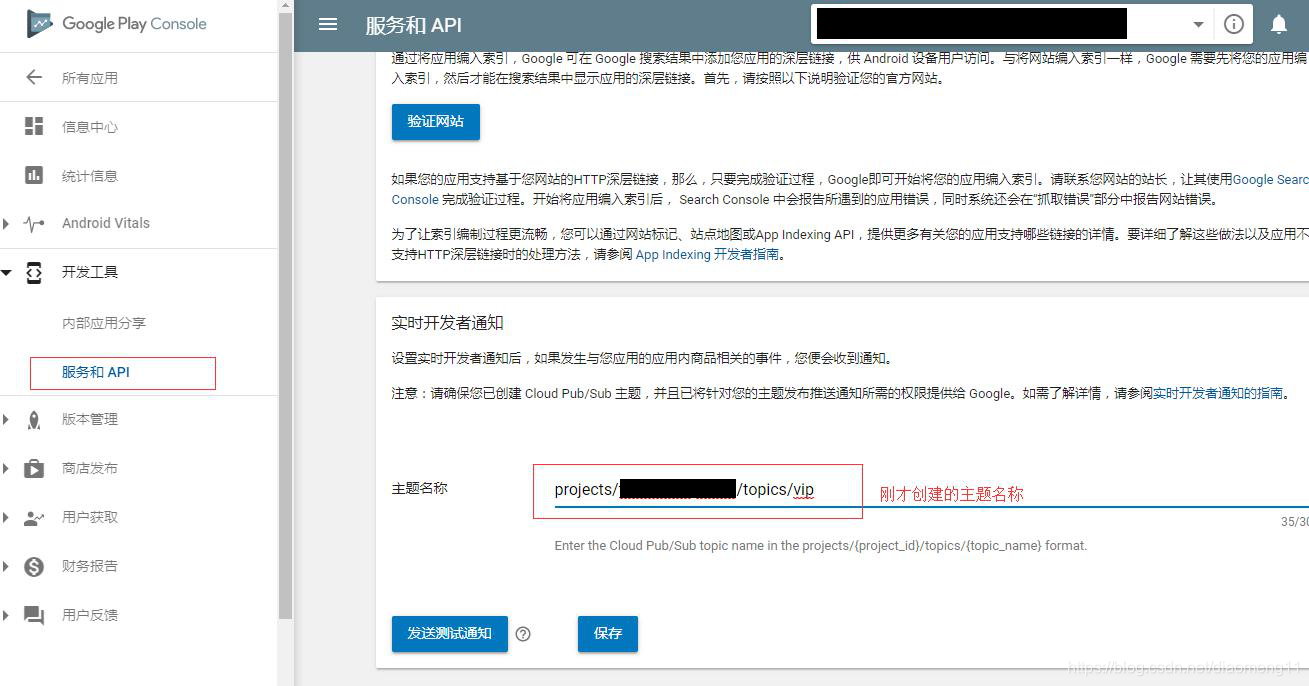 Google Play Console
服务和 API
所有应用
信息中心
统计信息
Android Vitals
开发工具
内部应用分享
服务和 API
版本管理
商店发布
用户获取
财务报告
用户反馈
通过将应用编入索引，Google 可在 Google 搜索结果中添加您应用的深层链接，供 Android 设备用户访问。与将网站编入索引一样，Google 需要先将您的应用编
入索引，然后才能在搜索结果中显示应用的深层链接。首先，请按照以下说明验证您的官方网站。
验证网站
如果您的应用支持基于您网站的HTTP深层链接，那么，只要完成验证过程，Google即可开始将您的应用编入索引。请联系您网站的站长，让其使用Google Searc
Console 完成验证过程。开始将应用编入索引后， Search Console 中会报告所遇到的应用错误，同时系统还会在“抓取错误”部分中报告网站错误。
为了让索引编制过程更流畅，您可以通过网站标记、站点地图或App Indexing API，提供更多有关您的应用支持哪些链接的详情。要详细了解这些做法以及应用不
支持HTTP深层链接时的处理方法，请参阅 App Indexing 开发者指南。
实时开发者通知
设置实时开发者通知后，如果发生与您应用的应用内商品相关的事件，您便会收到通知。
注意：请确保您已创建 Cloud Pub/Sub 主题，并且已将针对您的主题发布推送通知所需的权限提供给 Google。如需了解详情，请参阅实时开发者通知的指南。
主题名称
projects/ /topics/vip
刚才创建的主题名称
35/30
Enter the Cloud Pub/Sub topic name in the projects/{project_id}/topics/{topic_name} format.
发送测试通知
保存
https://blog.csdn.net/diaomeng11